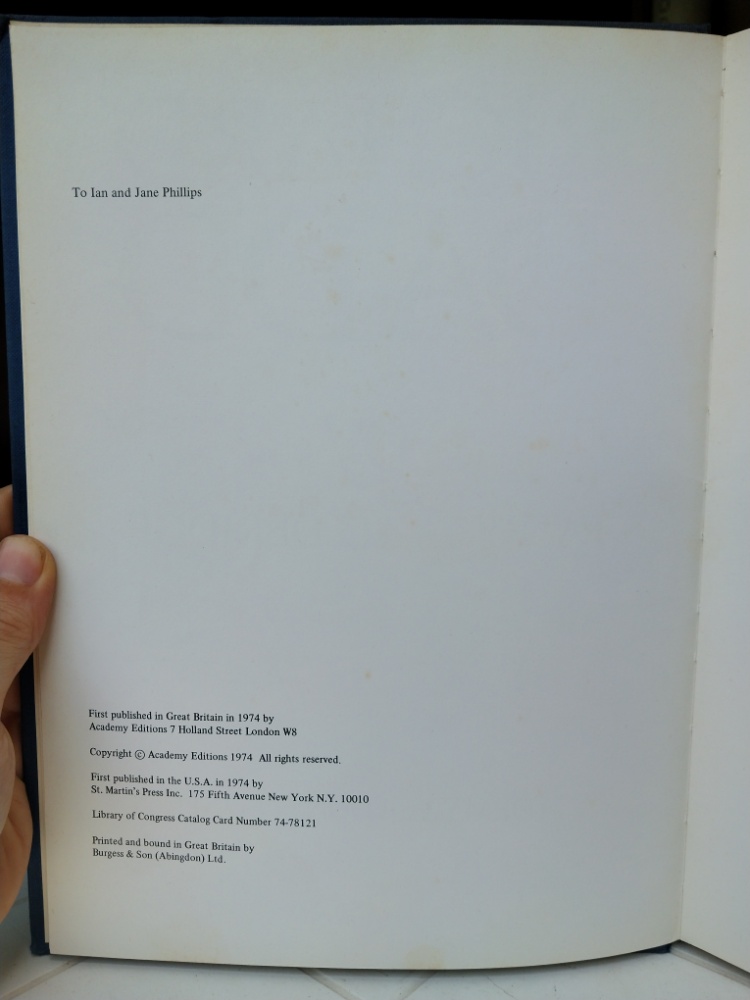 To Ian and Jane Phillips
First published in Great Britain in 1974 by
Academy Editions 7 Holland Street London W8
Copyright © Academy Editions 1974 All rights reserved.
First published in the U.S.A. in 1974 by
St. Martin's Press Inc. 175 Fifth Avenue New York N.Y. 10010
Library of Congress Catalog Card Number 74-78121
Printed and bound in Great Britain by
Burgess & Son (Abingdon) Ltd.